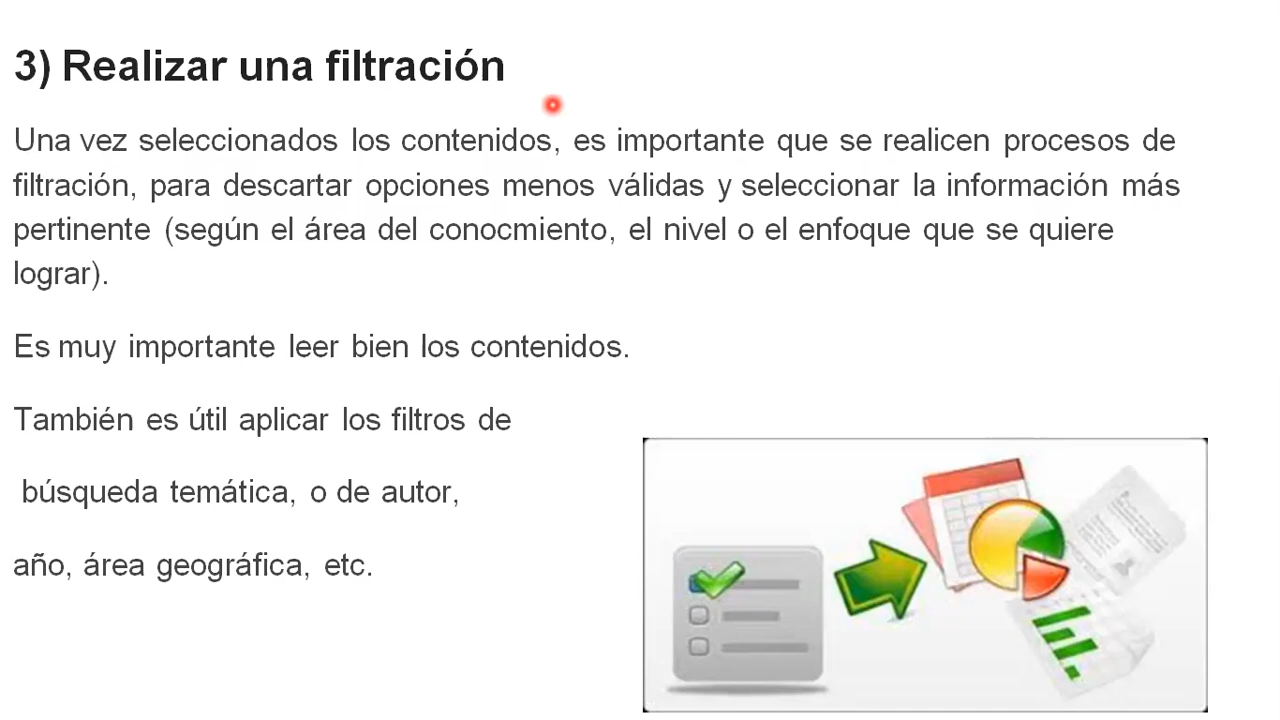 3) Realizar una filtración
Una vez seleccionados los contenidos, es importante que se realicen procesos de
filtración, para descartar opciones menos válidas y seleccionar la información más
pertinente (según el área del conocmiento, el nivel o el enfoque que se quiere
lograr).
Es muy importante leer bien los contenidos.
También es útil aplicar los filtros de
búsqueda temática, o de autor,
año, área geográfica, etc.